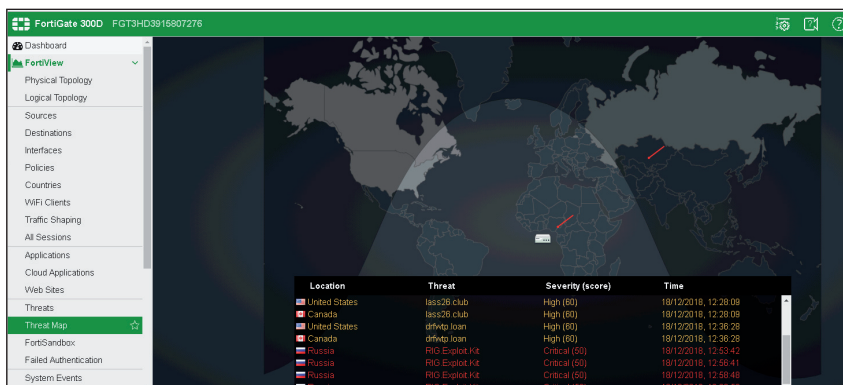 FortiGate 300D FGT3HD3915807276
Dashboard
FortiView
Physical Topology
Logical Topology
Sources
Destinations
Interfaces
Policies
Countries
WiFi Clients
Traffic Shaping
All Sessions
Applications
Cloud Applications
Web Sites
Threats
Threat Map
FortiSandbox
Failed Authentication
System Events
Location Threat Severity (score) Time
United States lass26.club High (60) 18/12/2018, 12:28:09
Canada lass26.club High (60) 18/12/2018, 12:28:09
United States drfwtp.loan High (60) 18/12/2018, 12:36:28
Canada drfwtp.loan High (60) 18/12/2018, 12:36:28
Russia RIG.Exploit.Kit Critical (50) 18/12/2018, 12:53:42
Russia RIG.Exploit.Kit Critical (50) 18/12/2018, 12:56:41
Russia RIG.Exploit.Kit Critical (50) 18/12/2018, 12:58:48